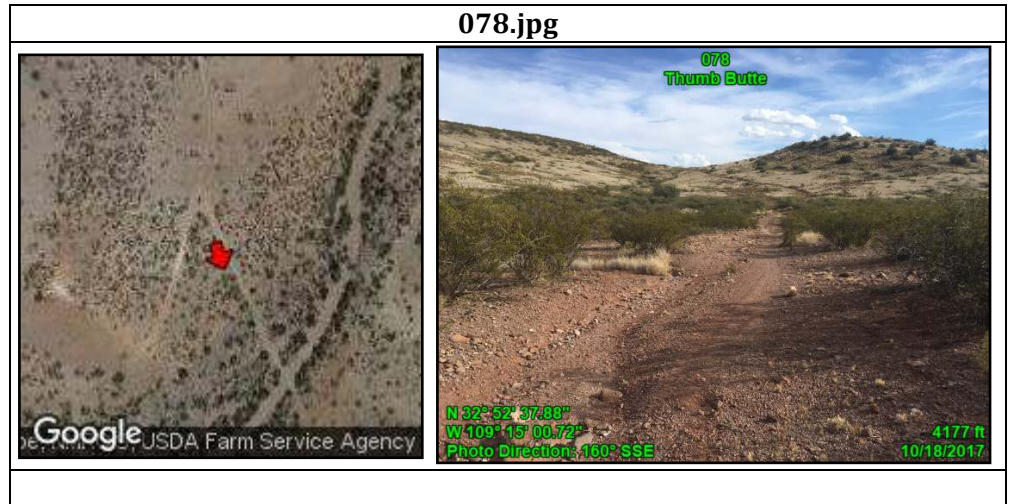 078.jpg
078
Thumb Butte
N 32° 52' 37.88"
W 109° 15' 00.72"
Photo Direction: 160° SSE
4177 ft
10/18/2017
Google
USDA Farm Service Agency